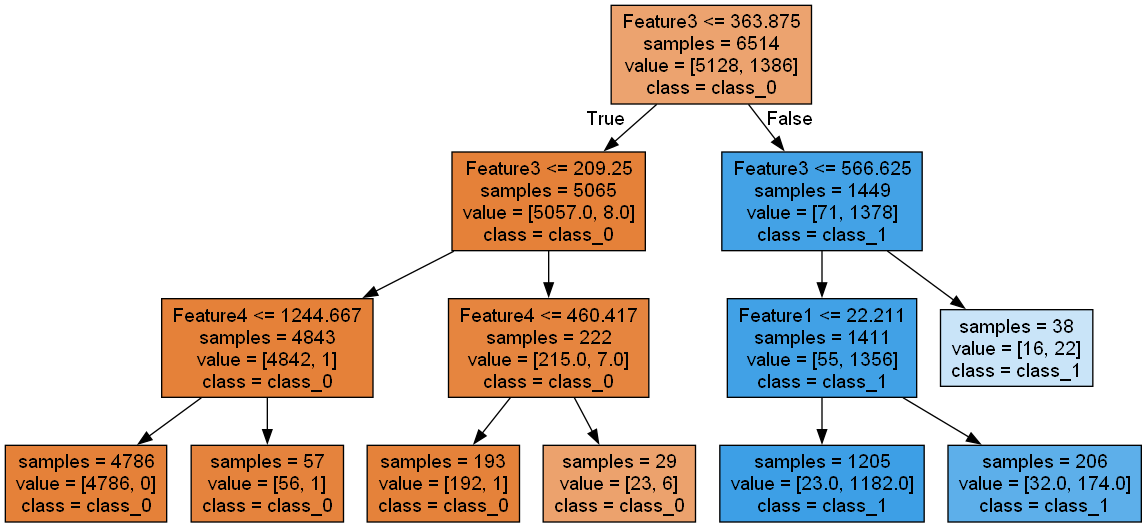 Feature3 <= 363.875
samples = 6514
value = [5128, 1386]
class = class_0
True
False
Feature3 <= 209.25
samples = 5065
value = [5057.0, 8.0]
class = class_0
Feature3 <= 566.625
samples = 1449
value = [71, 1378]
class = class_1
Feature4 <= 1244.667
samples = 4843
value = [4842, 1]
class = class_0
Feature4 <= 460.417
samples = 222
value = [215.0, 7.0]
class = class_0
Feature1 <= 22.211
samples = 1411
value = [55, 1356]
class = class_1
samples = 38
value = [16, 22]
class = class_1
samples = 4786
value = [4786, 0]
class = class_0
samples = 57
value = [56, 1]
class = class_0
samples = 193
value = [192, 1]
class = class_0
samples = 29
value = [23, 6]
class = class_0
samples = 1205
value = [23.0, 1182.0]
class = class_1
samples = 206
value = [32.0, 174.0]
class = class_1